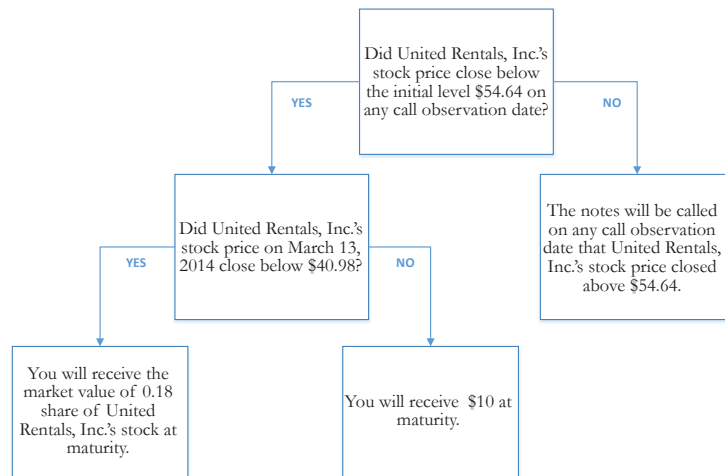 Did United Rentals, Inc.'s
stock price close below
the initial level $54.64 on
any call observation date?
YES
NO
Did United Rentals, Inc.'s
stock price on March 13,
2014 close below $40.98?
The notes will be called
on any call observation
date that United Rentals,
Inc.'s stock price closed
above $54.64.
YES
NO
You will receive the
market value of 0.18
share of United
Rentals, Inc.'s stock at
maturity.
You will receive $10 at
maturity.